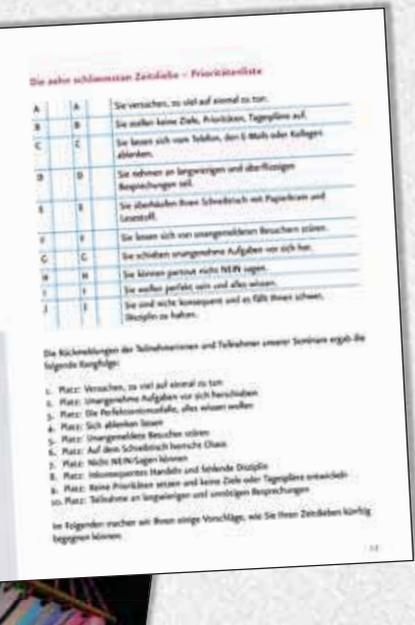 Die zehn schlimmsten Zeitdiebe – Prioritätenliste
A A Sie versuchen, zu viel auf einmal zu tun.
B B Sie stellen keine Ziele, Prioritäten, Tagespläne auf.
C C Sie lassen sich vom Telefon, den E-Mails oder Kollegen
ablenken.
D D Sie nehmen an langwierigen und überflüssigen
Besprechungen teil.
E E Sie überhäufen Ihren Schreibtisch mit Papierkram und
Lesestoff.
F F Sie lassen sich von unangemeldeten Besuchern stören.
G G Sie schieben unangenehme Aufgaben vor sich her.
H H Sie können partout nicht NEIN sagen.
I I Sie wollen perfekt sein und alles wissen.
J J Sie sind nicht konsequent und es fällt Ihnen schwer,
Disziplin zu halten.
Die Rückmeldungen der Teilnehmerinnen und Teilnehmer unserer Seminare ergab die
folgende Rangfolge:
1. Platz: Versuchen, zu viel auf einmal zu tun
2. Platz: Unangenehme Aufgaben vor sich herschieben
3. Platz: Die Perfektionismusfalle, alles wissen wollen
4. Platz: Sich ablenken lassen
5. Platz: Unangemeldete Besucher stören
6. Platz: Auf dem Schreibtisch herrscht Chaos
7. Platz: Nicht NEIN/Sagen können
8. Platz: Inkonsequentes Handeln und fehlende Disziplin
9. Platz: Keine Prioritäten setzen und keine Ziele oder Tagespläne entwickeln
10. Platz: Teilnahme an langwierigen und unnötigen Besprechungen
Im Folgenden machen wir Ihnen einige Vorschläge, wie Sie Ihren Zeitdieben künftig
begegnen können.